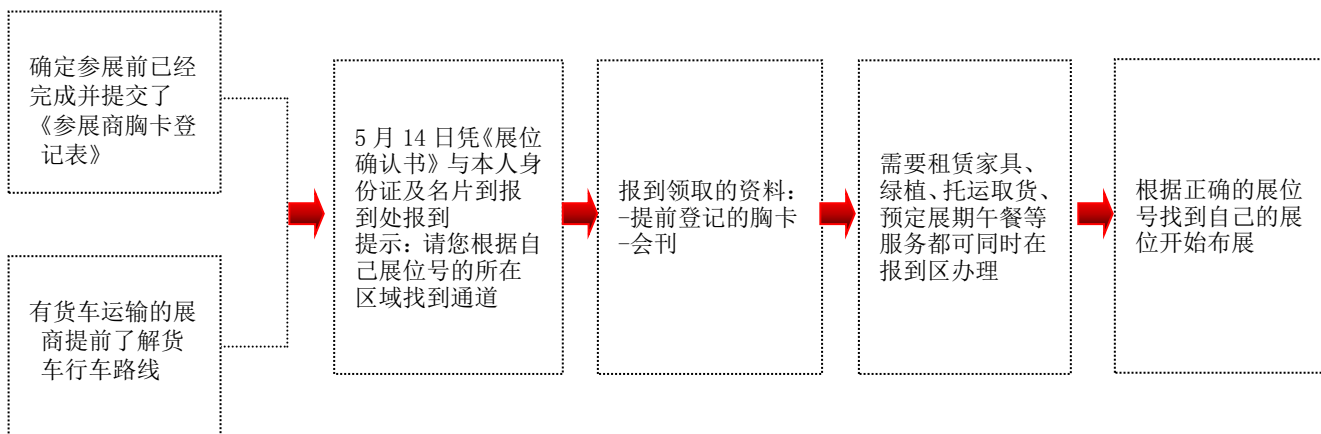 确定参展前已经
完成并提交了
《参展商胸卡登
记表》
有货车运输的展
商提前了解货
车行车路线
5 月 14 日凭《展位
确认书》与本人身
份证及名片到报
到处报到
提示：请您根据自
己展位号的所在
区域找到通道
报到领取的资料：
-提前登记的胸卡
-会刊
需要租赁家具、
绿植、托运取货、
预定展期午餐等
服务都可同时在
报到区办理
根据正确的展位
号找到自己的展
位开始布展